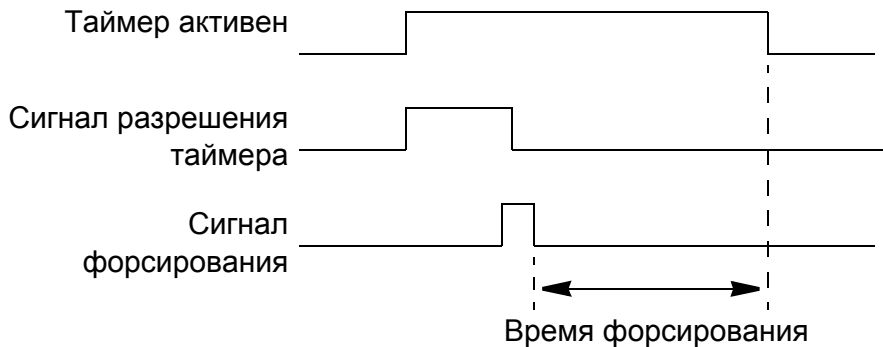 Таймер активен
Сигнал разрешения
таймера
Сигнал
форсирования
Время форсирования